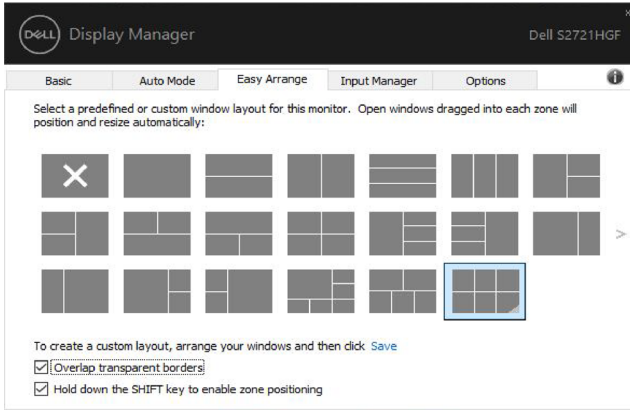 DELL Display Manager
Dell S2721HGF
Basic Auto Mode Easy Arrange Input Manager Options
Select a predefined or custom window layout for this monitor. Open windows dragged into each zone will
position and resize automatically:
To create a custom layout, arrange your windows and then click Save
Overlap transparent borders
Hold down the SHIFT key to enable zone positioning